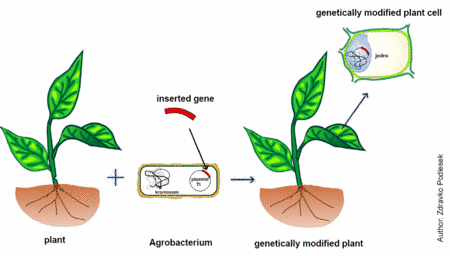 genetically modified plant cell
jedro
inserted gene
kromosom
plazmid
Ti
plant
Agrobacterium
genetically modified plant
Author: Zdravko Podlesek